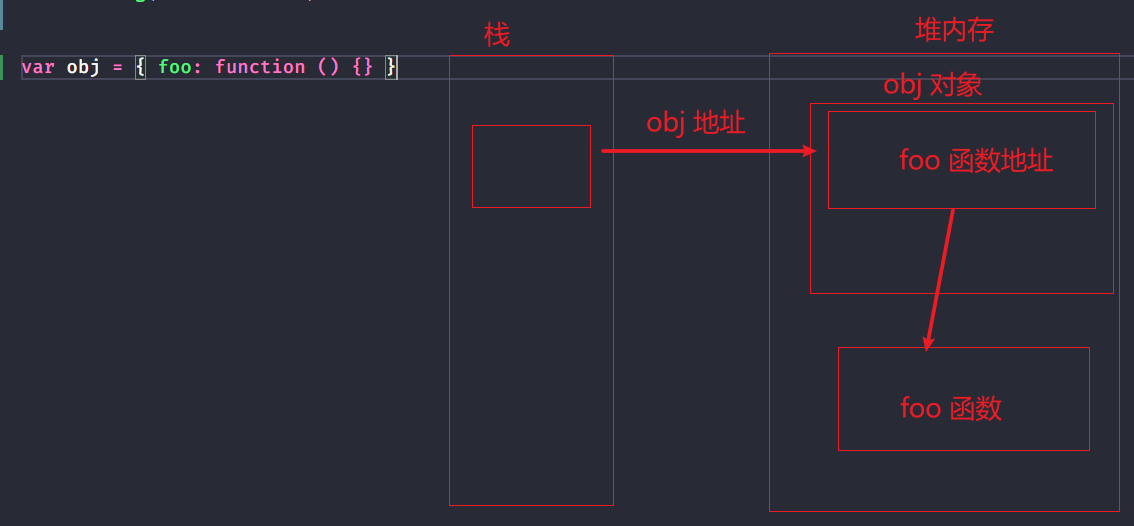 栈
堆内存
var obj = { foo: function () {} }
obj 对象
obj 地址
foo 函数地址
foo 函数